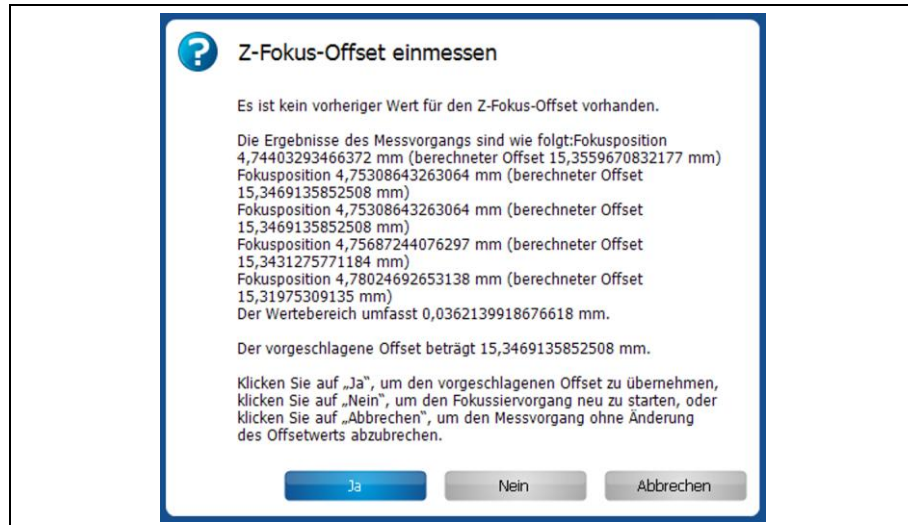 Z-Fokus-Offset einmessen
Es ist kein vorheriger Wert für den Z-Fokus-Offset vorhanden.
Die Ergebnisse des Messvorgangs sind wie folgt:Fokusposition
4,74403293466372 mm (berechneter Offset 15,3559670832177 mm)
Fokusposition 4,75308643263064 mm (berechneter Offset
15,3469135852508 mm)
Fokusposition 4,75308643263064 mm (berechneter Offset
15,3469135852508 mm)
Fokusposition 4,75687244076297 mm (berechneter Offset
15,3431275771184 mm)
Fokusposition 4,78024692653138 mm (berechneter Offset
15,31975309135 mm)
Der Wertebereich umfasst 0,0362139918676618 mm.
Der vorgeschlagene Offset beträgt 15,3469135852508 mm.
Klicken Sie auf „Ja“, um den vorgeschlagenen Offset zu übernehmen,
klicken Sie auf „Nein“, um den Fokussiervorgang neu zu starten, oder
klicken Sie auf „Abbrechen“, um den Messvorgang ohne Änderung
des Offsetwerts abzubrechen.
Ja Nein Abbrechen